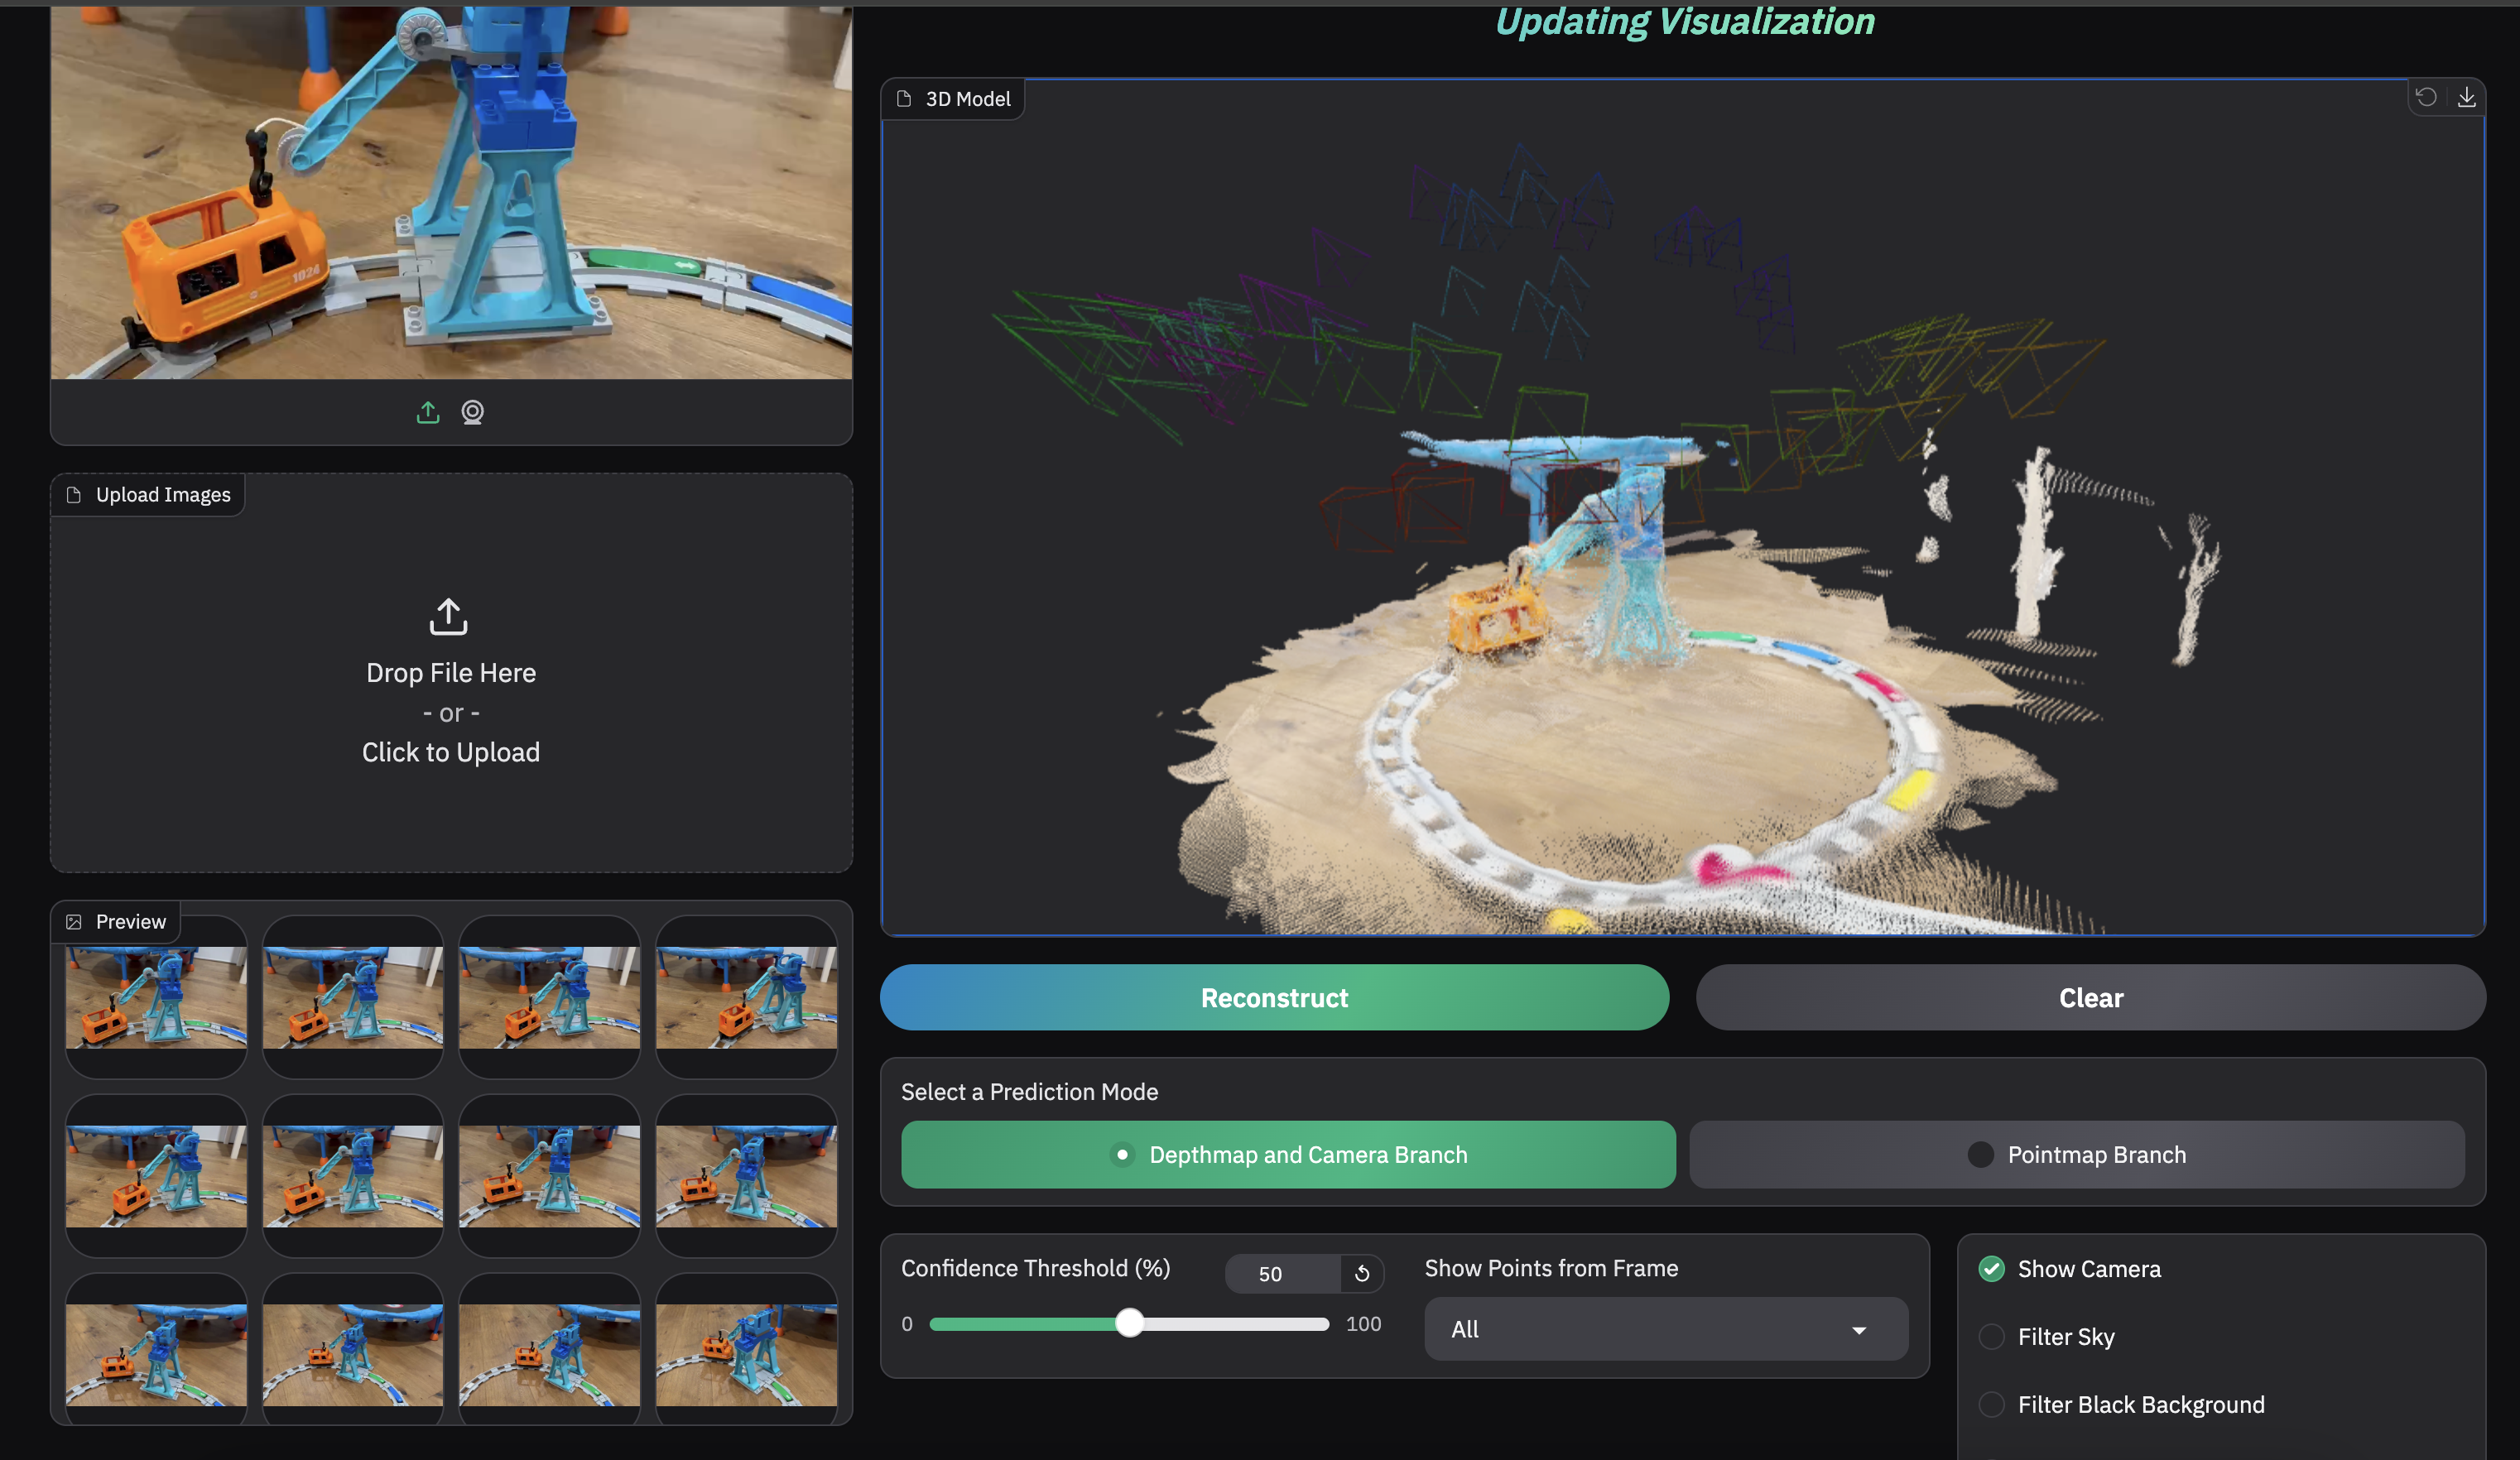 Updating Visualization
1024
3D Model
Upload Images
Drop File Here
- or -
Click to Upload
Preview
Reconstruct
Clear
Select a Prediction Mode
Depthmap and Camera Branch
Pointmap Branch
Confidence Threshold (%)
50
0
100
Show Points from Frame
All
Show Camera
Filter Sky
Filter Black Background